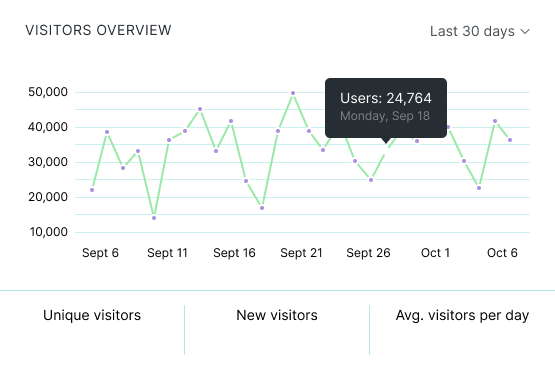 VISITORS OVERVIEW
Last 30 days
50,000
Users: 24,764
Monday, Sep 18
40,000
30,000
20,000
10,000
Sept 6 Sept 11 Sept 16 Sept 21 Sept 26 Oct 1 Oct 6
Unique visitors New visitors Avg. visitors per day